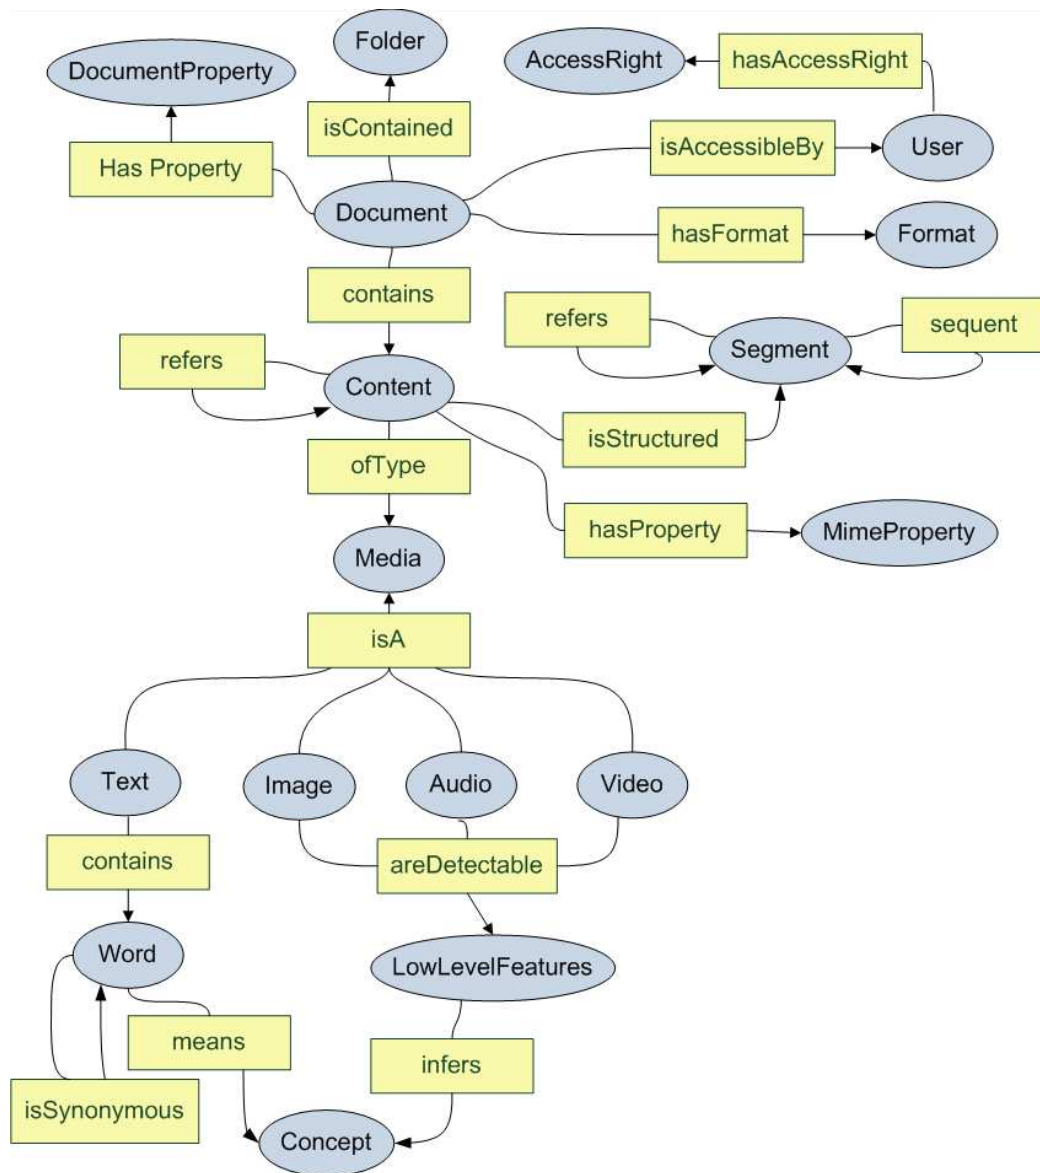 Folder
DocumentProperty
AccessRight
hasAccessRight
isContained
Has Property
isAccessibleBy
User
Document
hasFormat
Format
contains
refers
sequent
Segment
refers
Content
isStructured
ofType
hasProperty
MimeProperty
Media
isA
Text
Image
Audio
Video
contains
areDetectable
Word
LowLevelFeatures
means
infers
isSynonymous
Concept